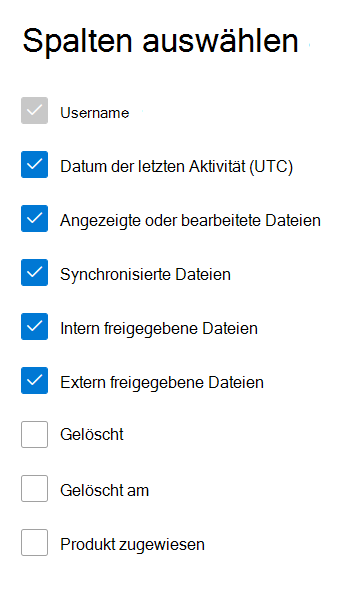 Spalten auswählen
Username
Datum der letzten Aktivität (UTC)
Angezeigte oder bearbeitete Dateien
Synchronisierte Dateien
Intern freigegebene Dateien
Extern freigegebene Dateien
Gelöscht
Gelöscht am
Produkt zugewiesen